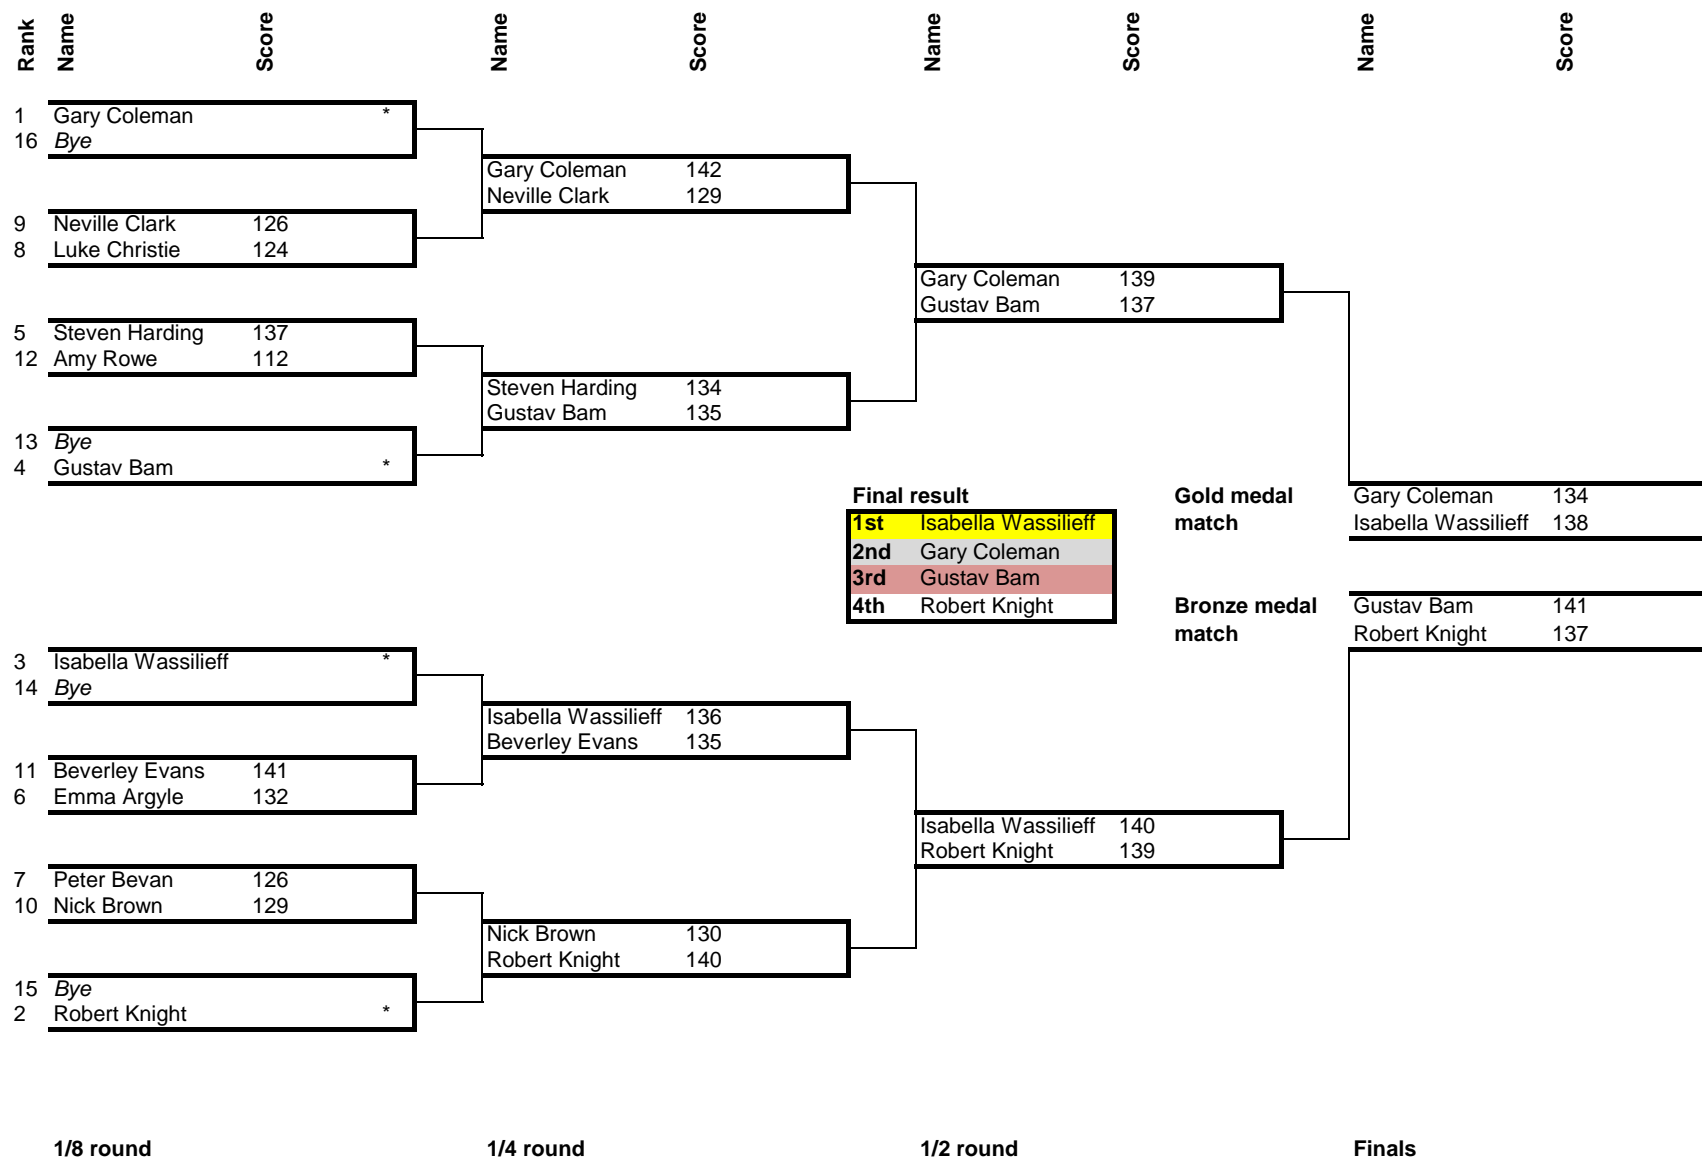 Rank Name Score Name Score Name Score Name Score
1 Gary Coleman *
16 Bye
Gary Coleman 142
Neville Clark 129
9 Neville Clark 126
8 Luke Christie 124
Gary Coleman 139
Gustav Bam 137
5 Steven Harding 137
12 Amy Rowe 112
Steven Harding 134
Gustav Bam 135
13 Bye
4 Gustav Bam *
Final result
1st Isabella Wassilieff
2nd Gary Coleman
3rd Gustav Bam
4th Robert Knight
Gold medal
match
Gary Coleman 134
Isabella Wassilieff 138
Bronze medal
match
Gustav Bam 141
Robert Knight 137
3 Isabella Wassilieff *
14 Bye
Isabella Wassilieff 136
Beverley Evans 135
11 Beverley Evans 141
6 Emma Argyle 132
Isabella Wassilieff 140
Robert Knight 139
7 Peter Bevan 126
10 Nick Brown 129
Nick Brown 130
Robert Knight 140
15 Bye
2 Robert Knight *
1/8 round 1/4 round 1/2 round Finals